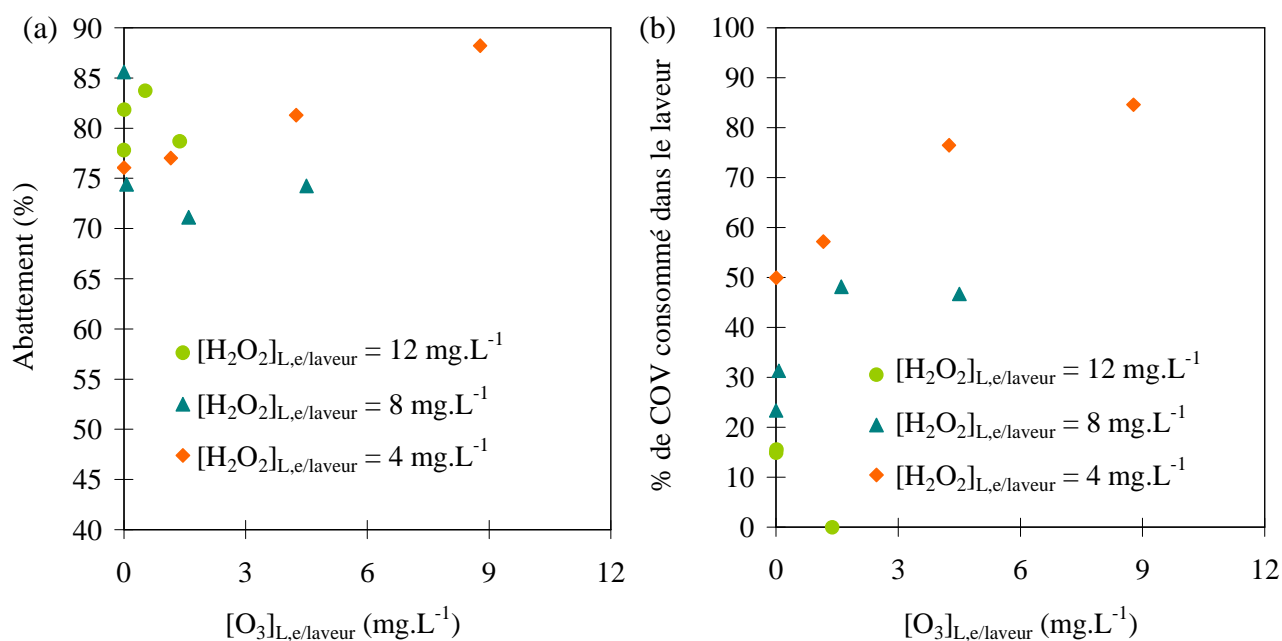 (a)
Abattement (%)
90
85
80
75
70
65
60
55
50
45
40
[H₂O₂]L,e/laveur = 12 mg.L⁻¹
[H₂O₂]L,e/laveur = 8 mg.L⁻¹
[H₂O₂]L,e/laveur = 4 mg.L⁻¹
0 3 6 9 12
[O₃]L,e/laveur (mg.L⁻¹)
(b)
% de COV consommé dans le laveur
100
90
80
70
60
50
40
30
20
10
0
[H₂O₂]L,e/laveur = 12 mg.L⁻¹
[H₂O₂]L,e/laveur = 8 mg.L⁻¹
[H₂O₂]L,e/laveur = 4 mg.L⁻¹
0 3 6 9 12
[O₃]L,e/laveur (mg.L⁻¹)